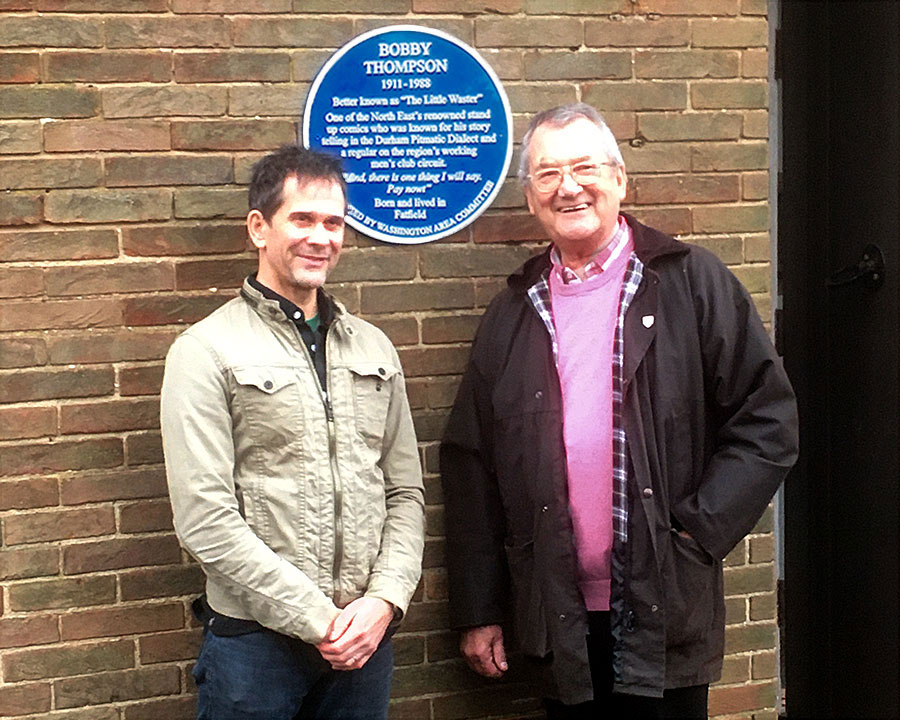 BOBBY
THOMPSON
1911-1988
Better known as "The Little Waster"
One of the North East's renowned stand
up comics who was known for his story
telling in the Durham Pitmatic Dialect and
a regular on the region's working
men's club circuit.
there is one thing I will say.
Pay nowt"
Born and lived in
Fatfield
BY WASHINGTON AREA COMMITTEE